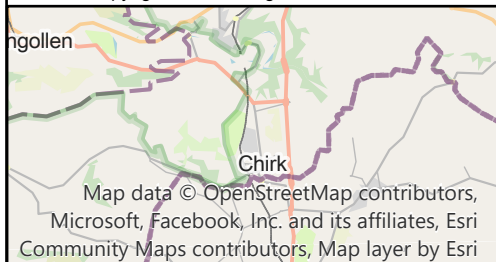 ngollen
Chirk
Map data © OpenStreetMap contributors,
Microsoft, Facebook, Inc. and its affiliates, Esri
Community Maps contributors, Map layer by Esri